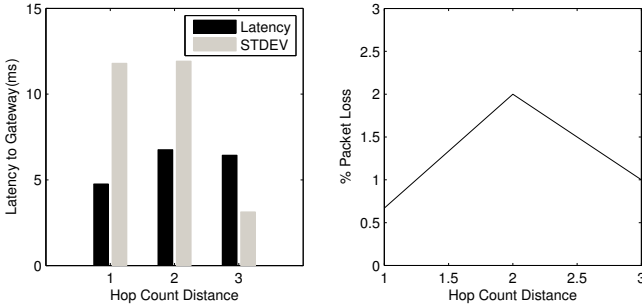 15
10
5
0
Latency to Gateway(ms)
Latency
STDEV
1 2 3
Hop Count Distance
3
2.5
2
1.5
1
0.5
0
% Packet Loss
1 1.5 2 2.5 3
Hop Count Distance